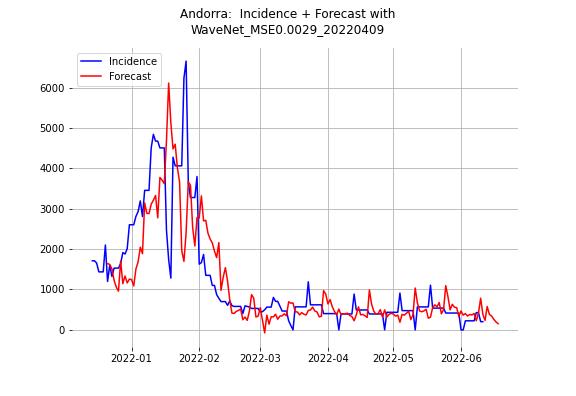 Andorra:  Incidence + Forecast with
WaveNet_MSE0.0029_20220409
Incidence
Forecast
6000
5000
4000
3000
2000
1000
0
2022-01 2022-02 2022-03 2022-04 2022-05 2022-06